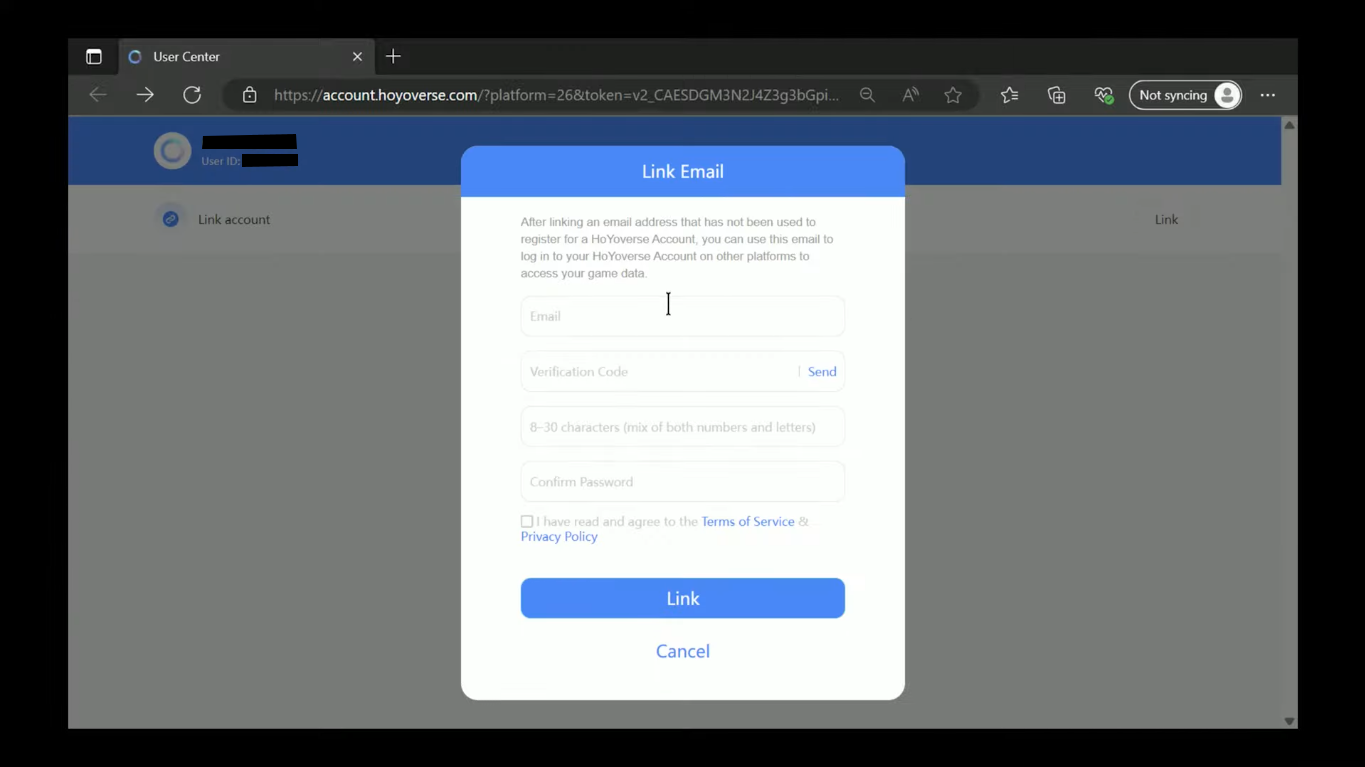 User Center
https://account.hoyoverse.com/?platform=26&token=v2_CAESDGM3N2J4Z3g3bGpi...
Not syncing
User ID:
Link account
Link
Link Email
After linking an email address that has not been used to
register for a HoYoverse Account, you can use this email to
log in to your HoYoverse Account on other platforms to
access your game data.
Email
Verification Code
Send
8-30 characters (mix of both numbers and letters)
Confirm Password
I have read and agree to the Terms of Service &
Privacy Policy
Link
Cancel